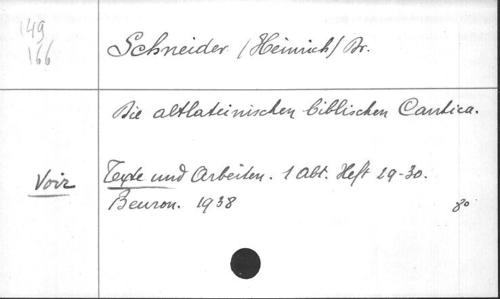 149
166
Schneider (Heinrich) Dr.
Die altlateinischen biblischen Cantica.
Voir Texte und Arbeiten. 1 Abt. Heft 29-30.
Beuron. 1938 8º